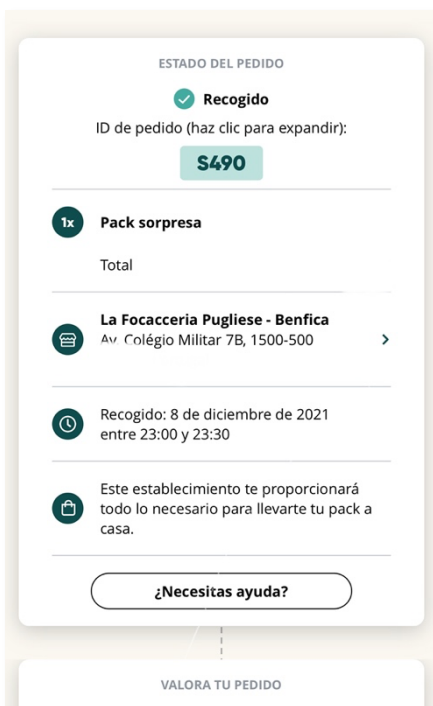 ESTADO DEL PEDIDO
Recogido
ID de pedido (haz clic para expandir):
S490
1x
Pack sorpresa
Total
La Focacceria Pugliese - Benfica
Av. Colégio Militar 7B, 1500-500
Recogido: 8 de diciembre de 2021
entre 23:00 y 23:30
Este establecimiento te proporcionará
todo lo necesario para llevarte tu pack a
casa.
¿Necesitas ayuda?
VALORA TU PEDIDO